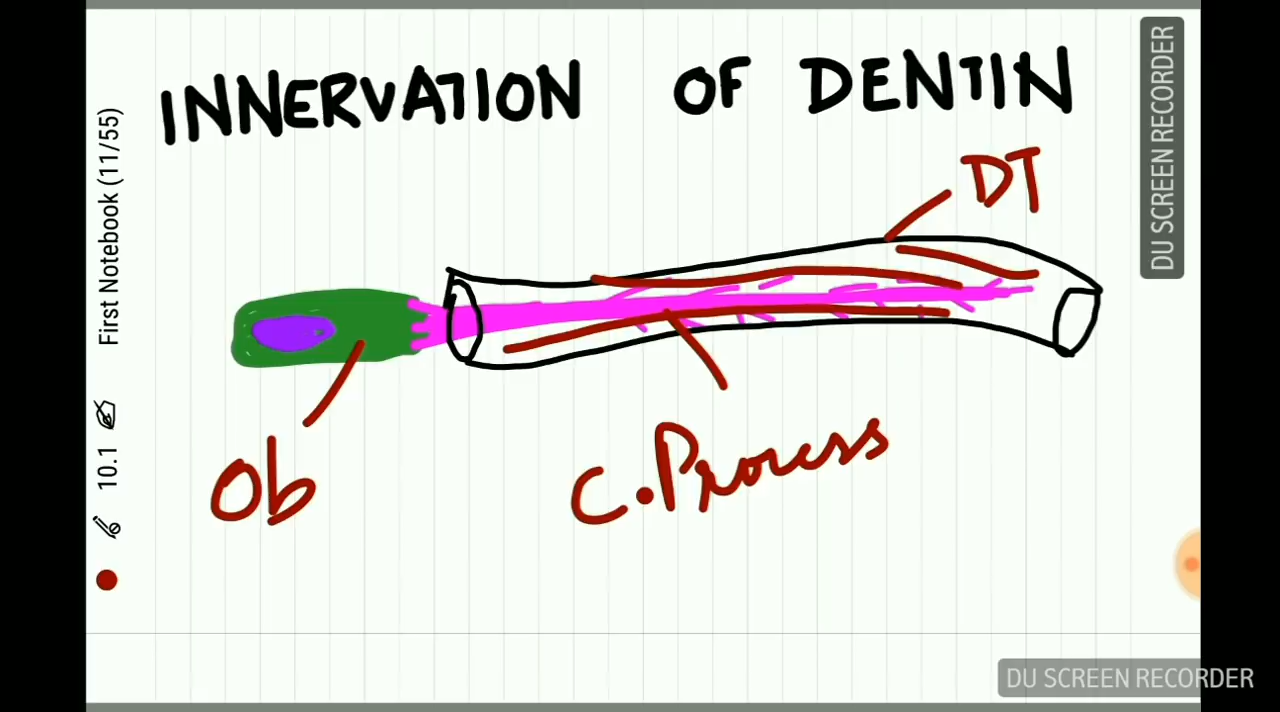 INNERVATION OF DENTIN
DT
Ob
C.Process
First Notebook (11/55)
10.1
DU SCREEN RECORDER
DU SCREEN RECORDER